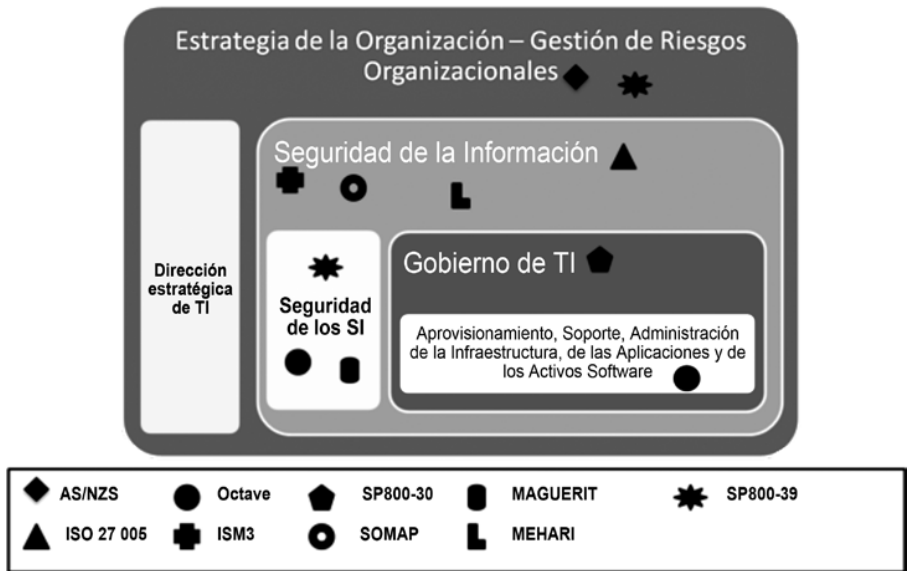 Estrategia de la Organización – Gestión de Riesgos
Organizacionales
Seguridad de la Información
Dirección
estratégica
de TI
Seguridad
de los SI
Gobierno de TI
Aprovisionamiento, Soporte, Administración
de la Infraestructura, de las Aplicaciones y de
los Activos Software
AS/NZS Octave SP800-30 MAGUERIT SP800-39
ISO 27 005 ISM3 SOMAP MEHARI